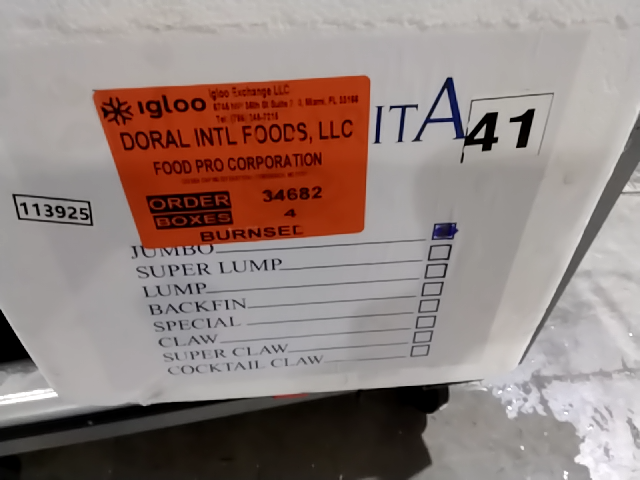 igloo
Igloo Exchange LLC
DORAL INTL FOODS, LLC
FOOD PRO CORPORATION
ORDER 34682
BOXES 4
BURNSED
ITA
41
113925
JUMBO
SUPER LUMP
LUMP
BACKFIN
SPECIAL
CLAW
SUPER CLAW
COCKTAIL CLAW